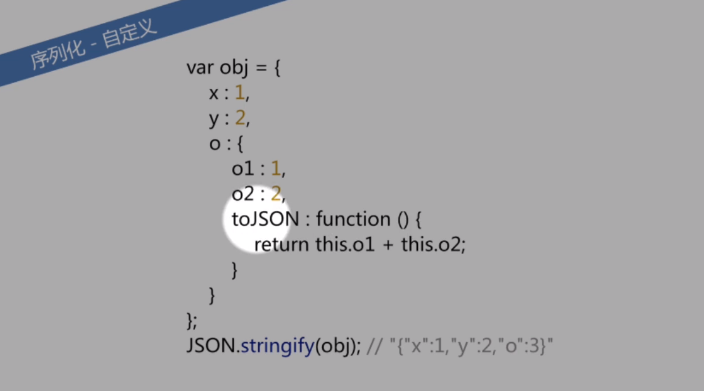 序列化 - 自定义
var obj = {
x : 1,
y : 2,
o : {
o1 : 1,
o2 : 2,
toJSON : function () {
return this.o1 + this.o2;
}
}
};
JSON.stringify(obj); // "{"x":1,"y":2,"o":3}"